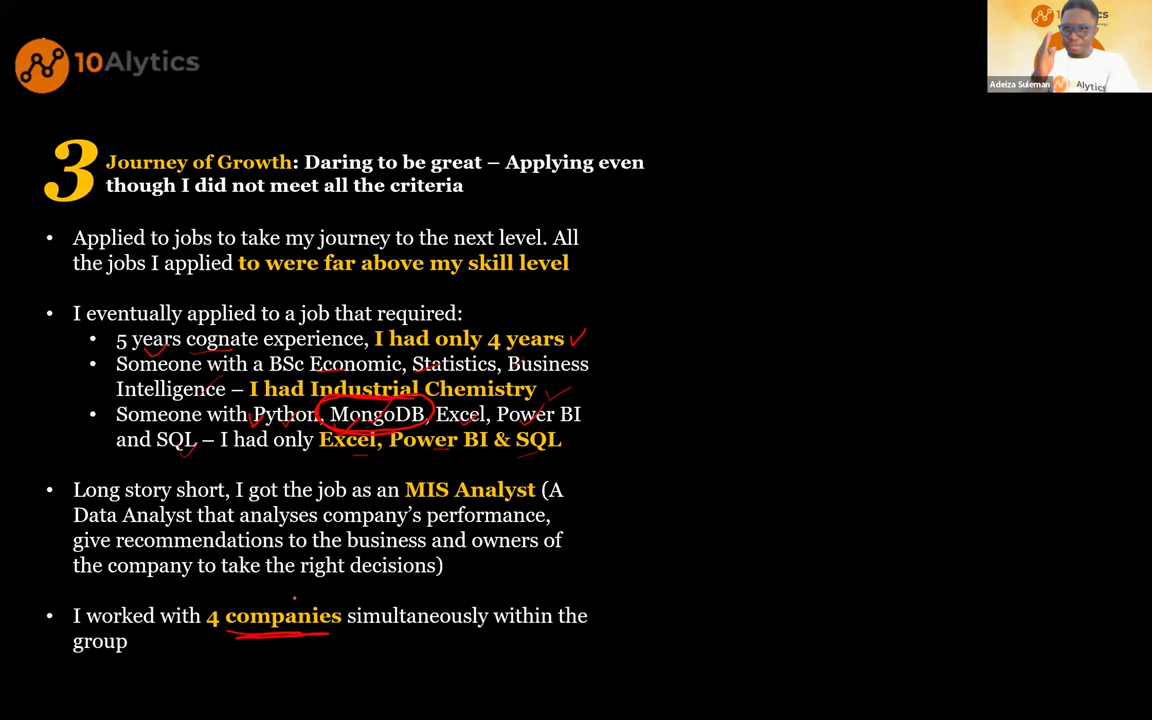 10Alytics
Adeiza Suleman
Alytics
3
Journey of Growth: Daring to be great – Applying even
though I did not meet all the criteria
• Applied to jobs to take my journey to the next level. All
the jobs I applied to were far above my skill level
• I eventually applied to a job that required:
• 5 years cognate experience, I had only 4 years
• Someone with a BSc Economic, Statistics, Business
Intelligence – I had Industrial Chemistry
• Someone with Python, MongoDB, Excel, Power BI
and SQL – I had only Excel, Power BI & SQL
• Long story short, I got the job as an MIS Analyst (A
Data Analyst that analyses company’s performance,
give recommendations to the business and owners of
the company to take the right decisions)
• I worked with 4 companies simultaneously within the
group